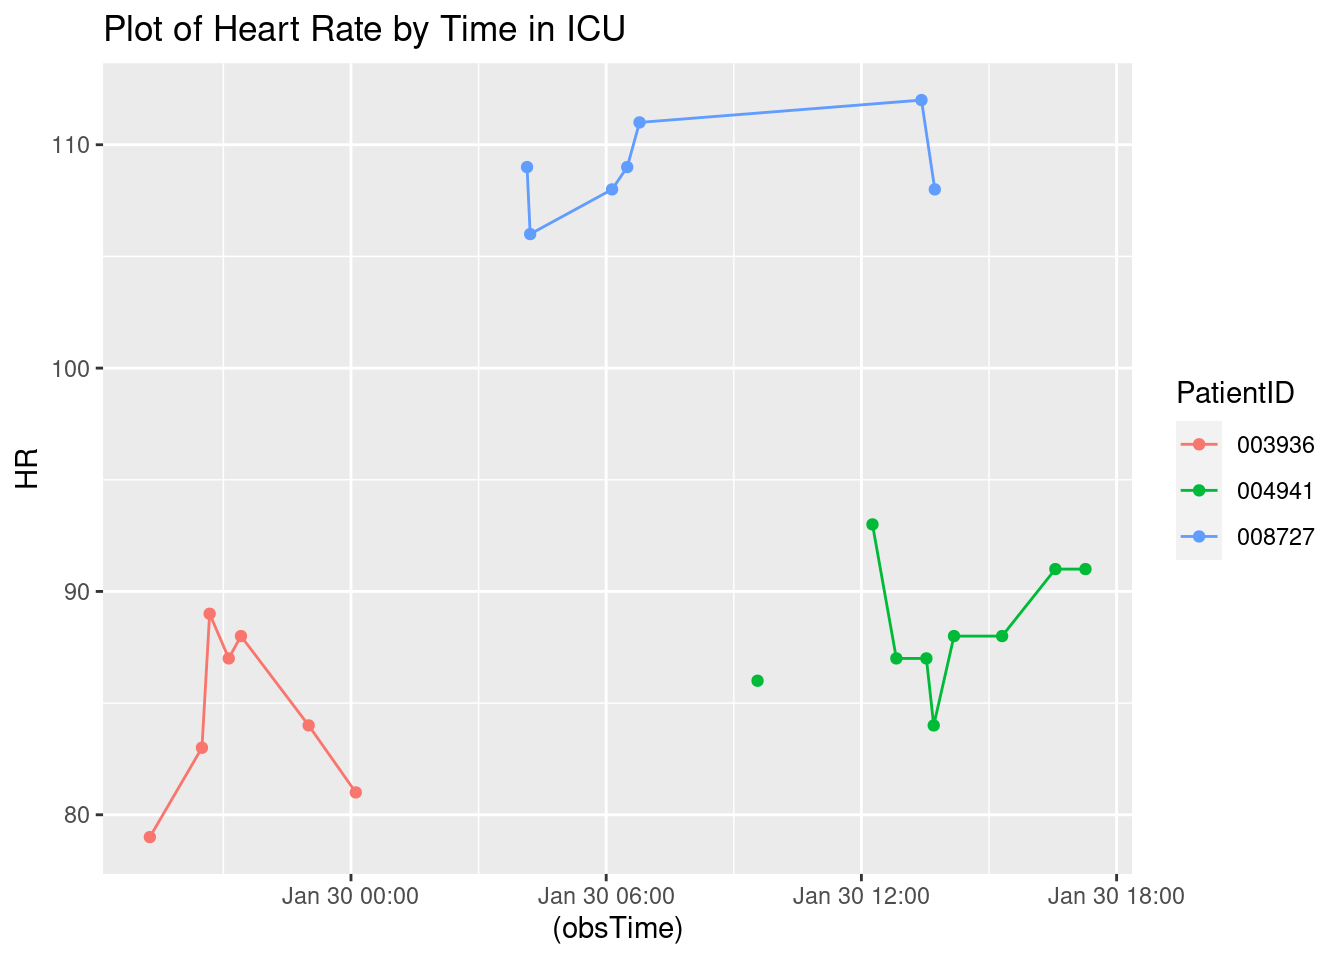 Plot of Heart Rate by Time in ICU
110
100
90
80
HR
Jan 30 00:00 Jan 30 06:00 Jan 30 12:00 Jan 30 18:00
(obsTime)
PatientID
003936
004941
008727